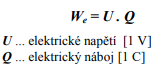 Wₑ = U . Q
U ... elektrické napětí [1 V]
Q ... elektrický náboj [1 C]